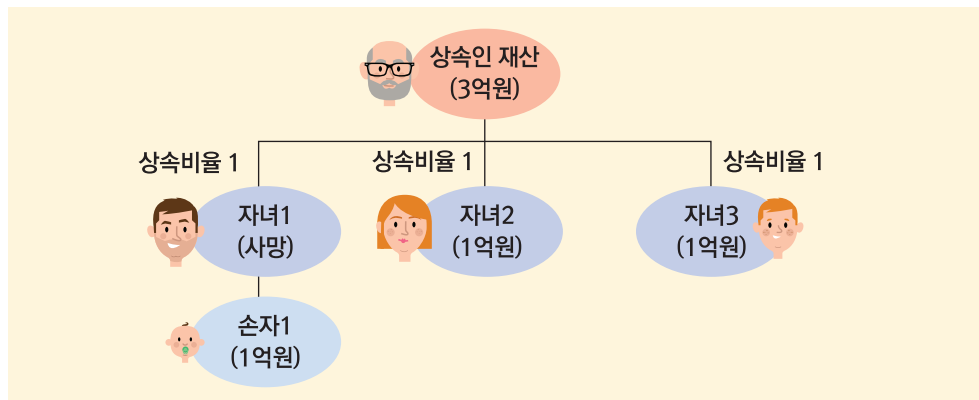 상속인 재산
(3억원)
상속비율 1
상속비율 1
상속비율 1
자녀1
(사망)
자녀2
(1억원)
자녀3
(1억원)
손자1
(1억원)